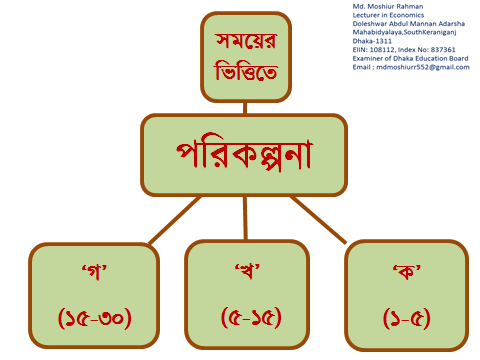 Md. Moshiur Rahman
Lecturer in Economics
Doleshwar Abdul Mannan Adarsha
Mahabidyalaya,SouthKeraniganj
Dhaka-1311
EIIN: 108112, Index No: 837361
Examiner of Dhaka Education Board
Email : mdmoshiurr552@gmail.com
সময়ের
ভিত্তিতে
পরিকল্পনা
‘গ’
(১৫-৩০)
‘খ’
(৫-১৫)
‘ক’
(১-৫)